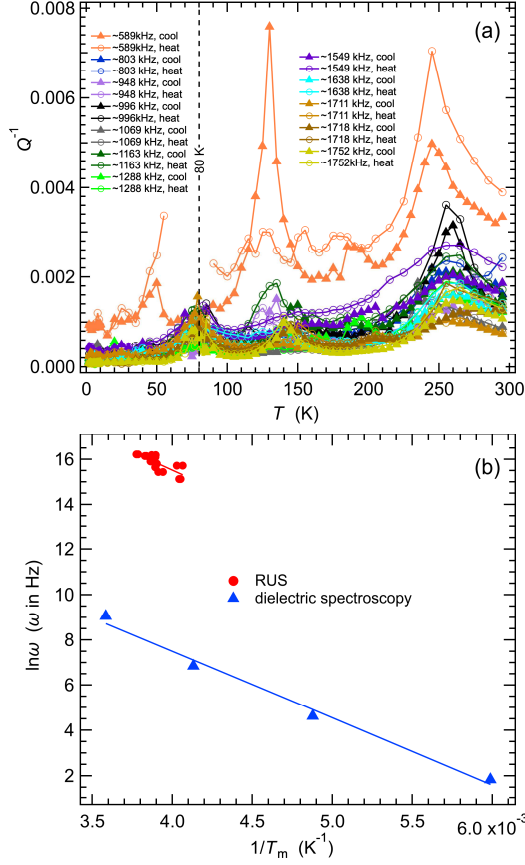 0.008
0.006
0.004
0.002
0.000
Q⁻¹
(a)
~589kHz, cool
~589kHz, heat
~803 kHz, cool
~803 kHz, heat
~948 kHz, cool
~948 kHz, heat
~996 kHz, cool
~996kHz, heat
~1069 kHz, cool
~1069 kHz, heat
~1163 kHz, cool
~1163 kHz, heat
~1288 kHz, cool
~1288 kHz, heat
80 K
~1549 kHz, cool
~1549 kHz, heat
~1638 kHz, cool
~1638 kHz, heat
~1711 kHz, cool
~1711 kHz, heat
~1718 kHz, cool
~1718 kHz, heat
~1752 kHz, cool
~1752kHz, heat
0 50 100 150 200 250 300
T (K)
(b)
16
14
12
10
8
6
4
2
lnω (ω in Hz)
RUS
dielectric spectroscopy
3.5 4.0 4.5 5.0 5.5 6.0 ×10⁻³
1/Tₘ (K⁻¹)